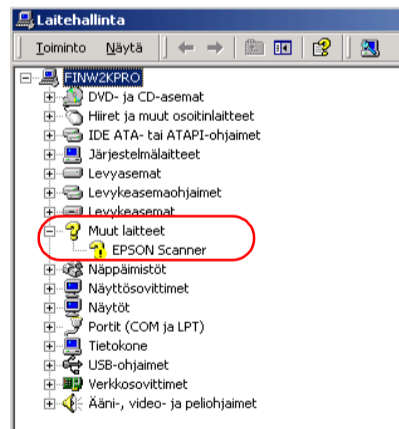 Laitehallinta
Toiminto Näytä
FINW2KPRO
DVD- ja CD-asemat
Hiiret ja muut osoitinlaitteet
IDE ATA- tai ATAPI-ohjaimet
Järjestelmälaitteet
Levyasemat
Levykeasemaohjaimet
Levykeasemat
Muut laitteet
EPSON Scanner
Näppäimistöt
Näyttösovittimet
Näytöt
Portit (COM ja LPT)
Tietokone
USB-ohjaimet
Verkkosovittimet
Ääni-, video- ja peliohjaimet